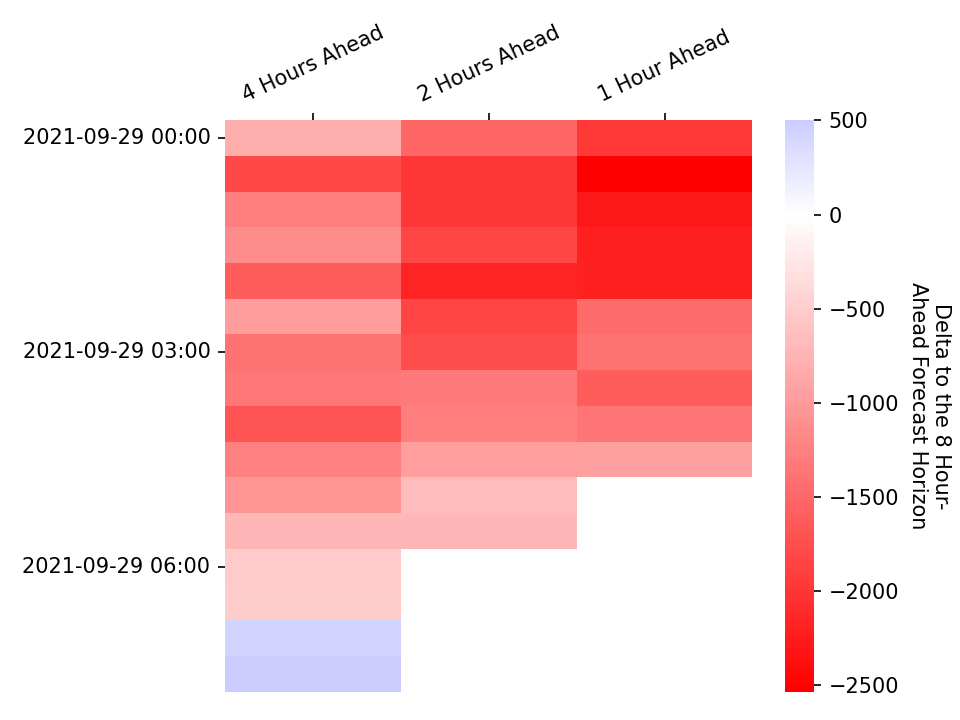 4 Hours Ahead
2 Hours Ahead
1 Hour Ahead
2021-09-29 00:00
2021-09-29 03:00
2021-09-29 06:00
500
0
−500
−1000
−1500
−2000
−2500
Delta to the 8 Hour-
Ahead Forecast Horizon